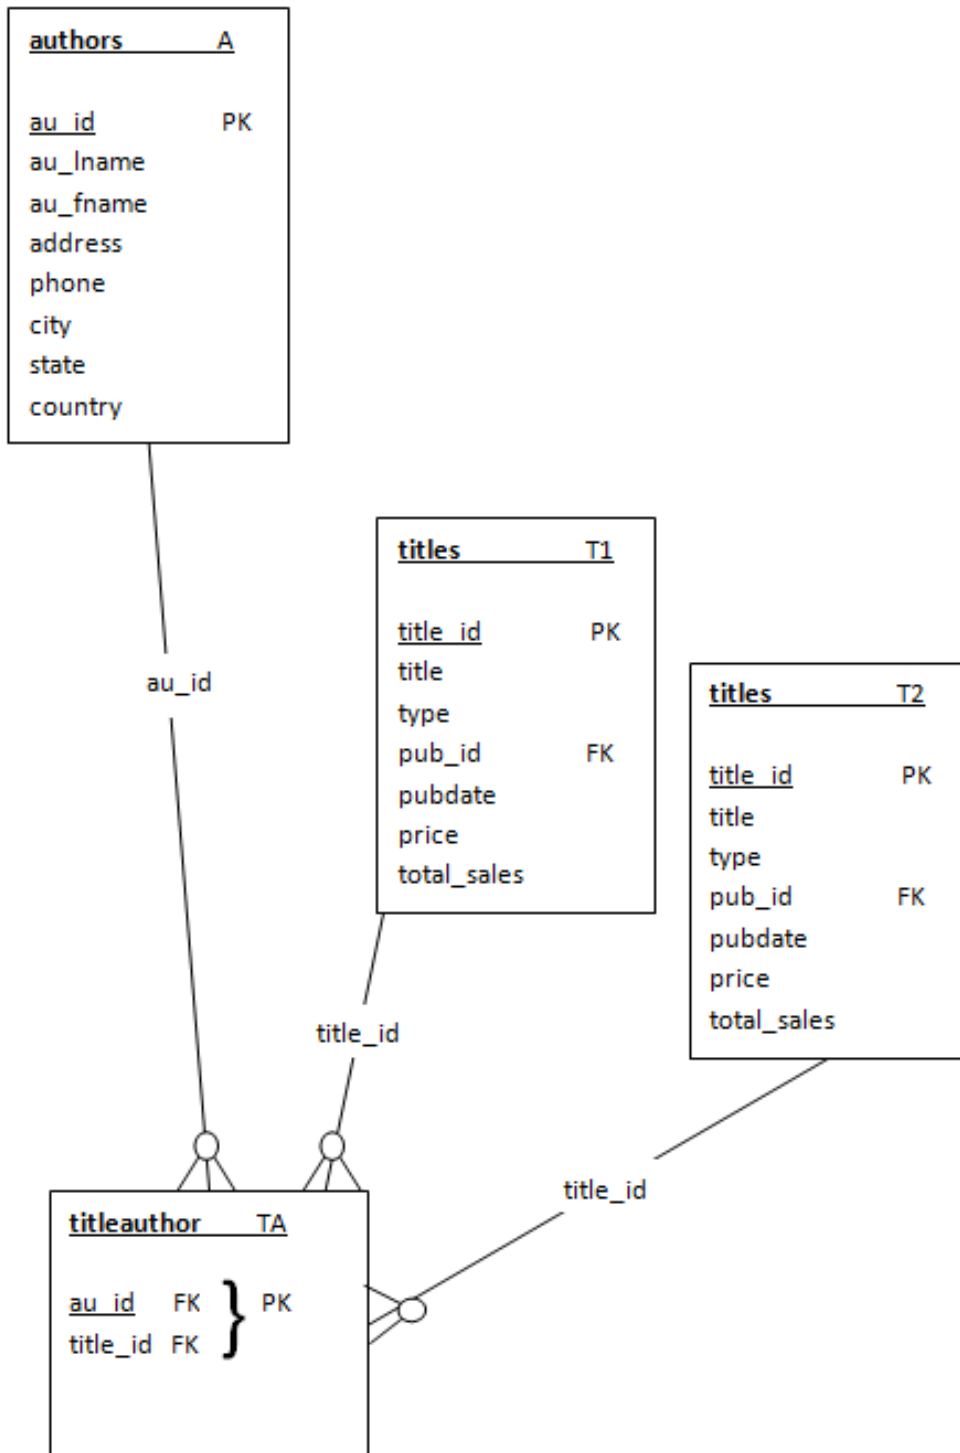 authors A
au_id PK
au_lname
au_fname
address
phone
city
state
country
au_id
titles T1
title_id PK
title
type
pub_id FK
pubdate
price
total_sales
title_id
titles T2
title_id PK
title
type
pub_id FK
pubdate
price
total_sales
title_id
titleauthor TA
au_id FK } PK
title_id FK